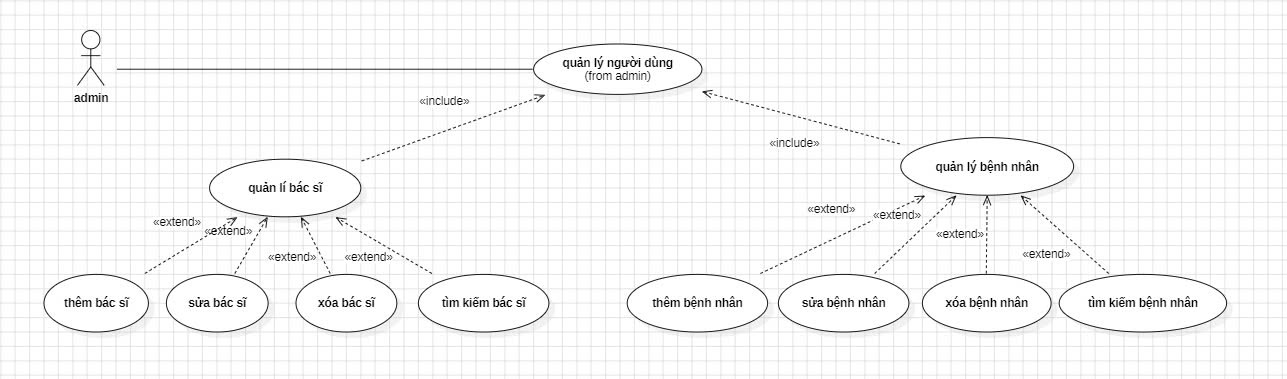 quản lý người dùng
(from admin)
admin
«include»
«include»
quản lý bệnh nhân
quản lí bác sĩ
«extend»
«extend»
«extend»
«extend»
«extend»
«extend»
«extend»
«extend»
thêm bác sĩ
sửa bác sĩ
xóa bác sĩ
tìm kiếm bác sĩ
thêm bệnh nhân
sửa bệnh nhân
xóa bệnh nhân
tìm kiếm bệnh nhân